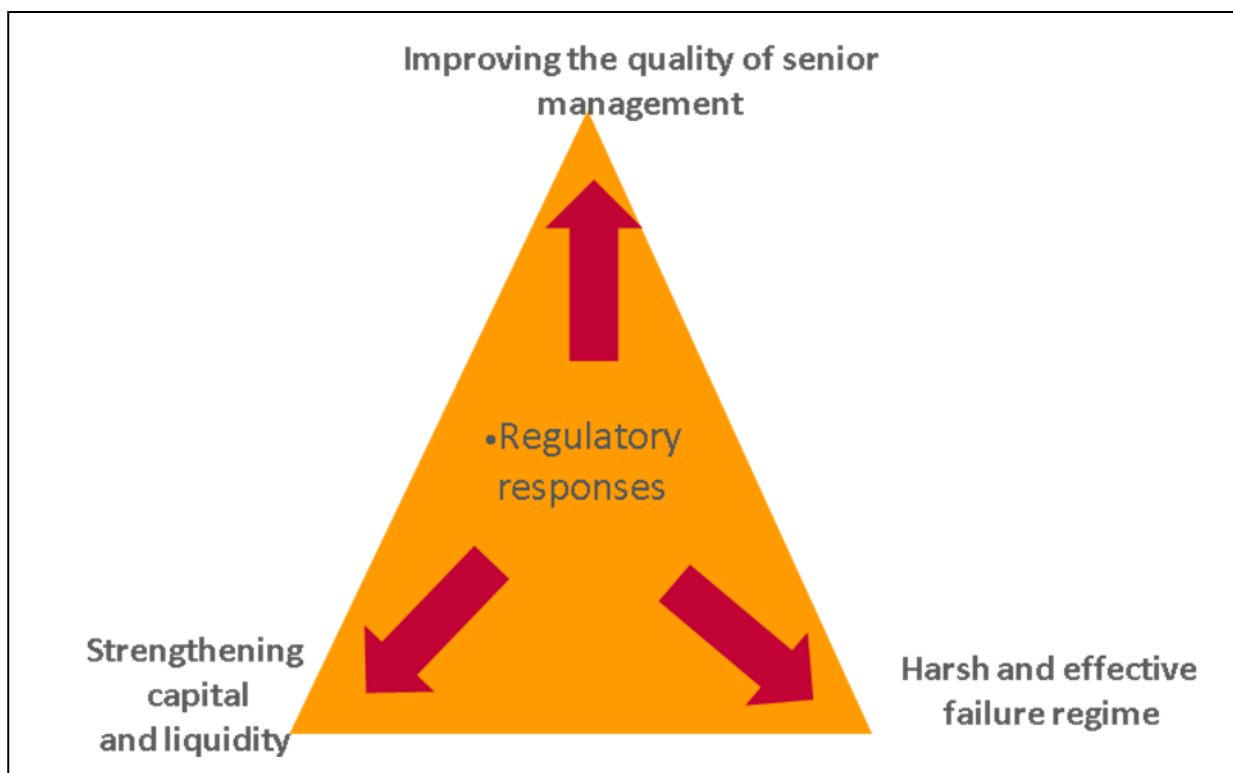 Improving the quality of senior
management
•Regulatory
responses
Strengthening
capital
and liquidity
Harsh and effective
failure regime